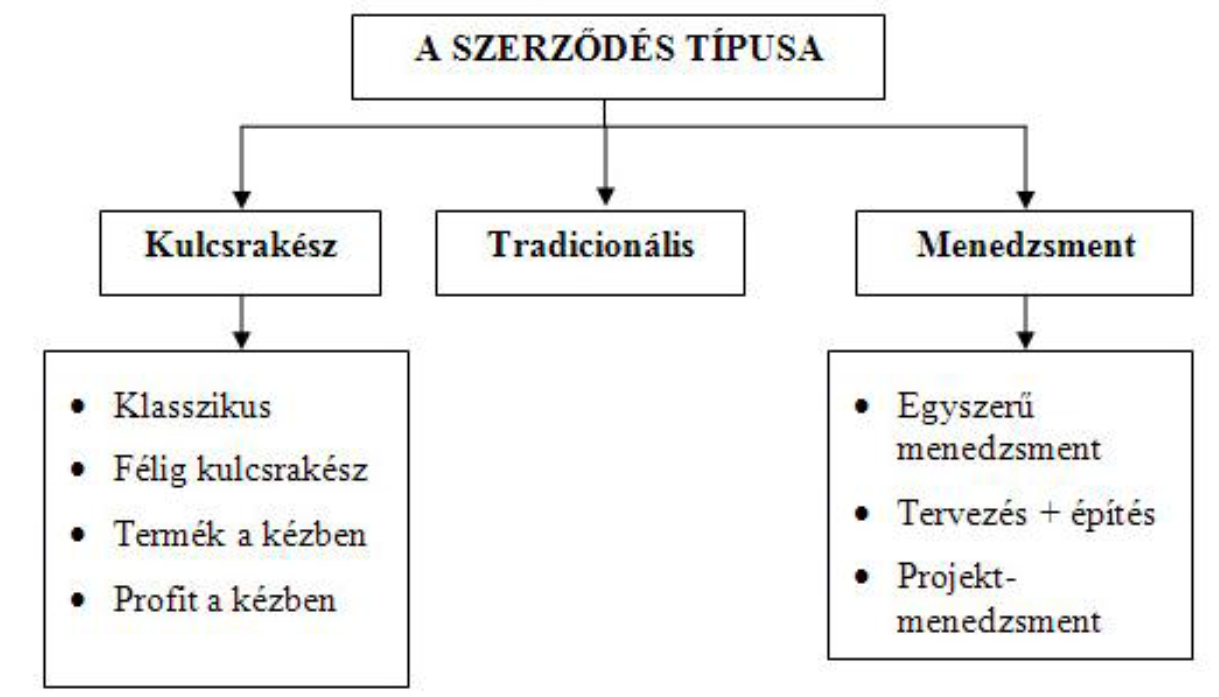 A SZERZŐDÉS TÍPUSA
Kulcsrakész
Tradicionális
Menedzsment
• Klasszikus
• Félig kulcsrakész
• Termék a kézben
• Profit a kézben
• Egyszerű
menedzsment
• Tervezés + építés
• Projekt-
menedzsment